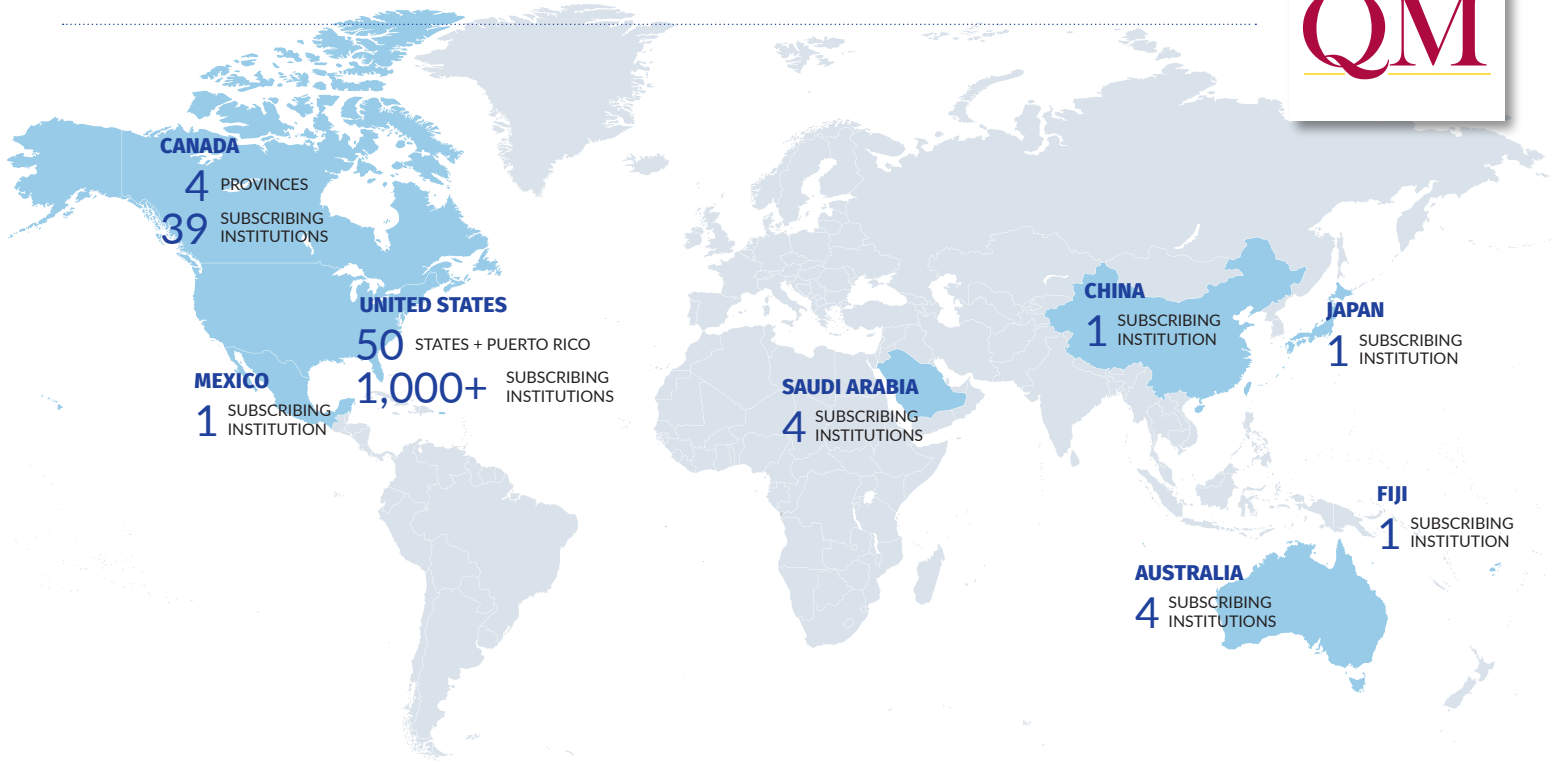 QM
CANADA
4 PROVINCES
39 SUBSCRIBING
INSTITUTIONS
UNITED STATES
50 STATES + PUERTO RICO
1,000+ SUBSCRIBING
INSTITUTIONS
MEXICO
1 SUBSCRIBING
INSTITUTION
SAUDI ARABIA
4 SUBSCRIBING
INSTITUTIONS
CHINA
1 SUBSCRIBING
INSTITUTION
JAPAN
1 SUBSCRIBING
INSTITUTION
FIJI
1 SUBSCRIBING
INSTITUTION
AUSTRALIA
4 SUBSCRIBING
INSTITUTIONS